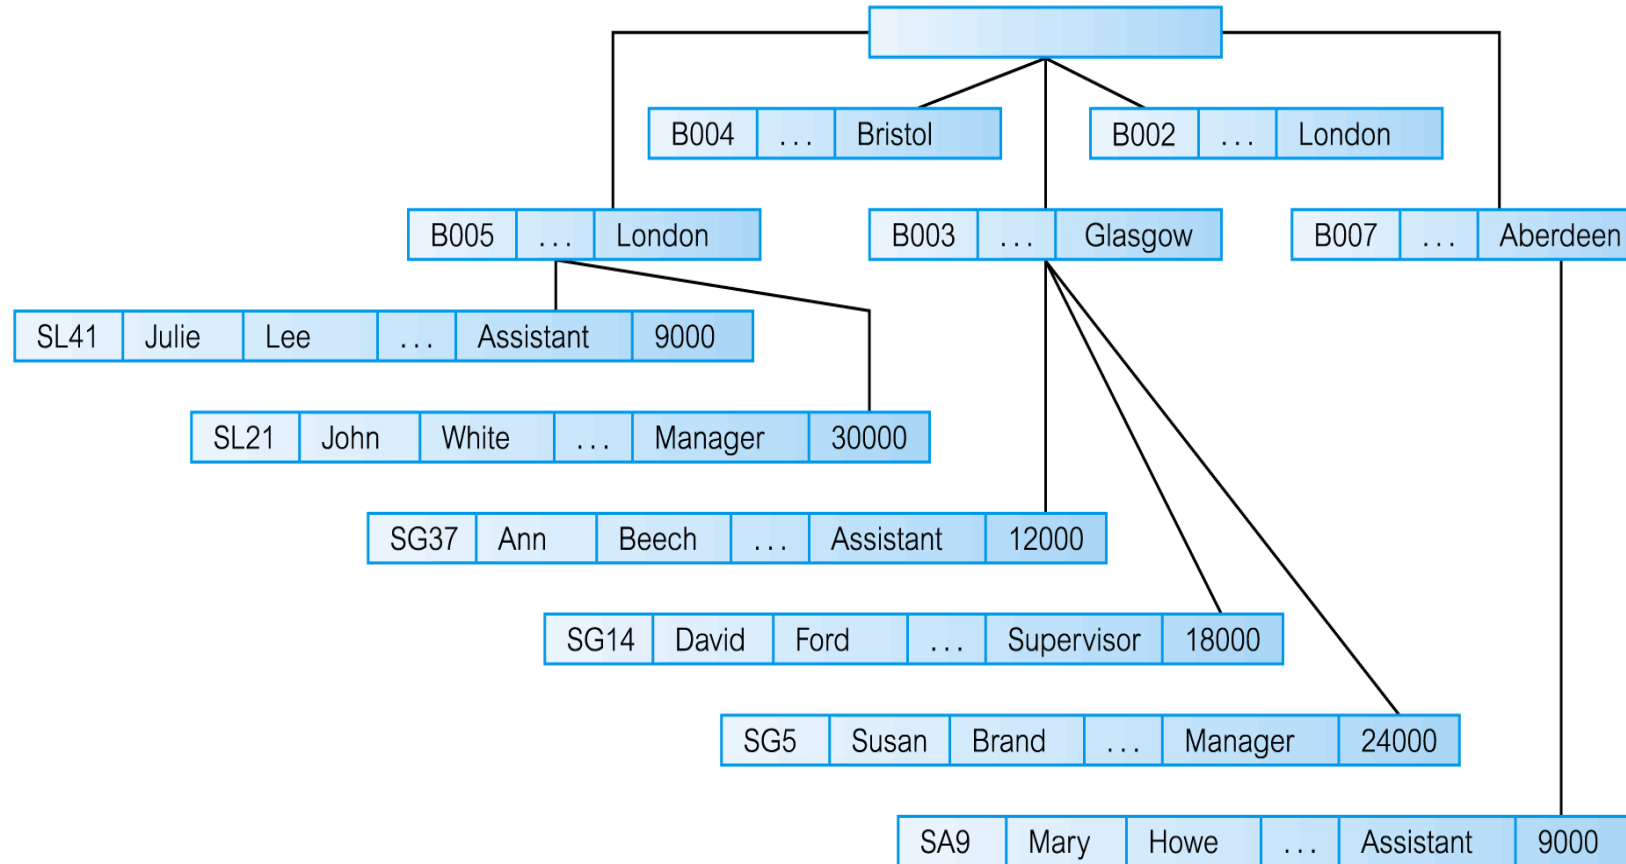 B004 ... Bristol
B002 ... London
B005 ... London
B003 ... Glasgow
B007 ... Aberdeen
SL41 Julie Lee ... Assistant 9000
SL21 John White ... Manager 30000
SG37 Ann Beech ... Assistant 12000
SG14 David Ford ... Supervisor 18000
SG5 Susan Brand ... Manager 24000
SA9 Mary Howe ... Assistant 9000